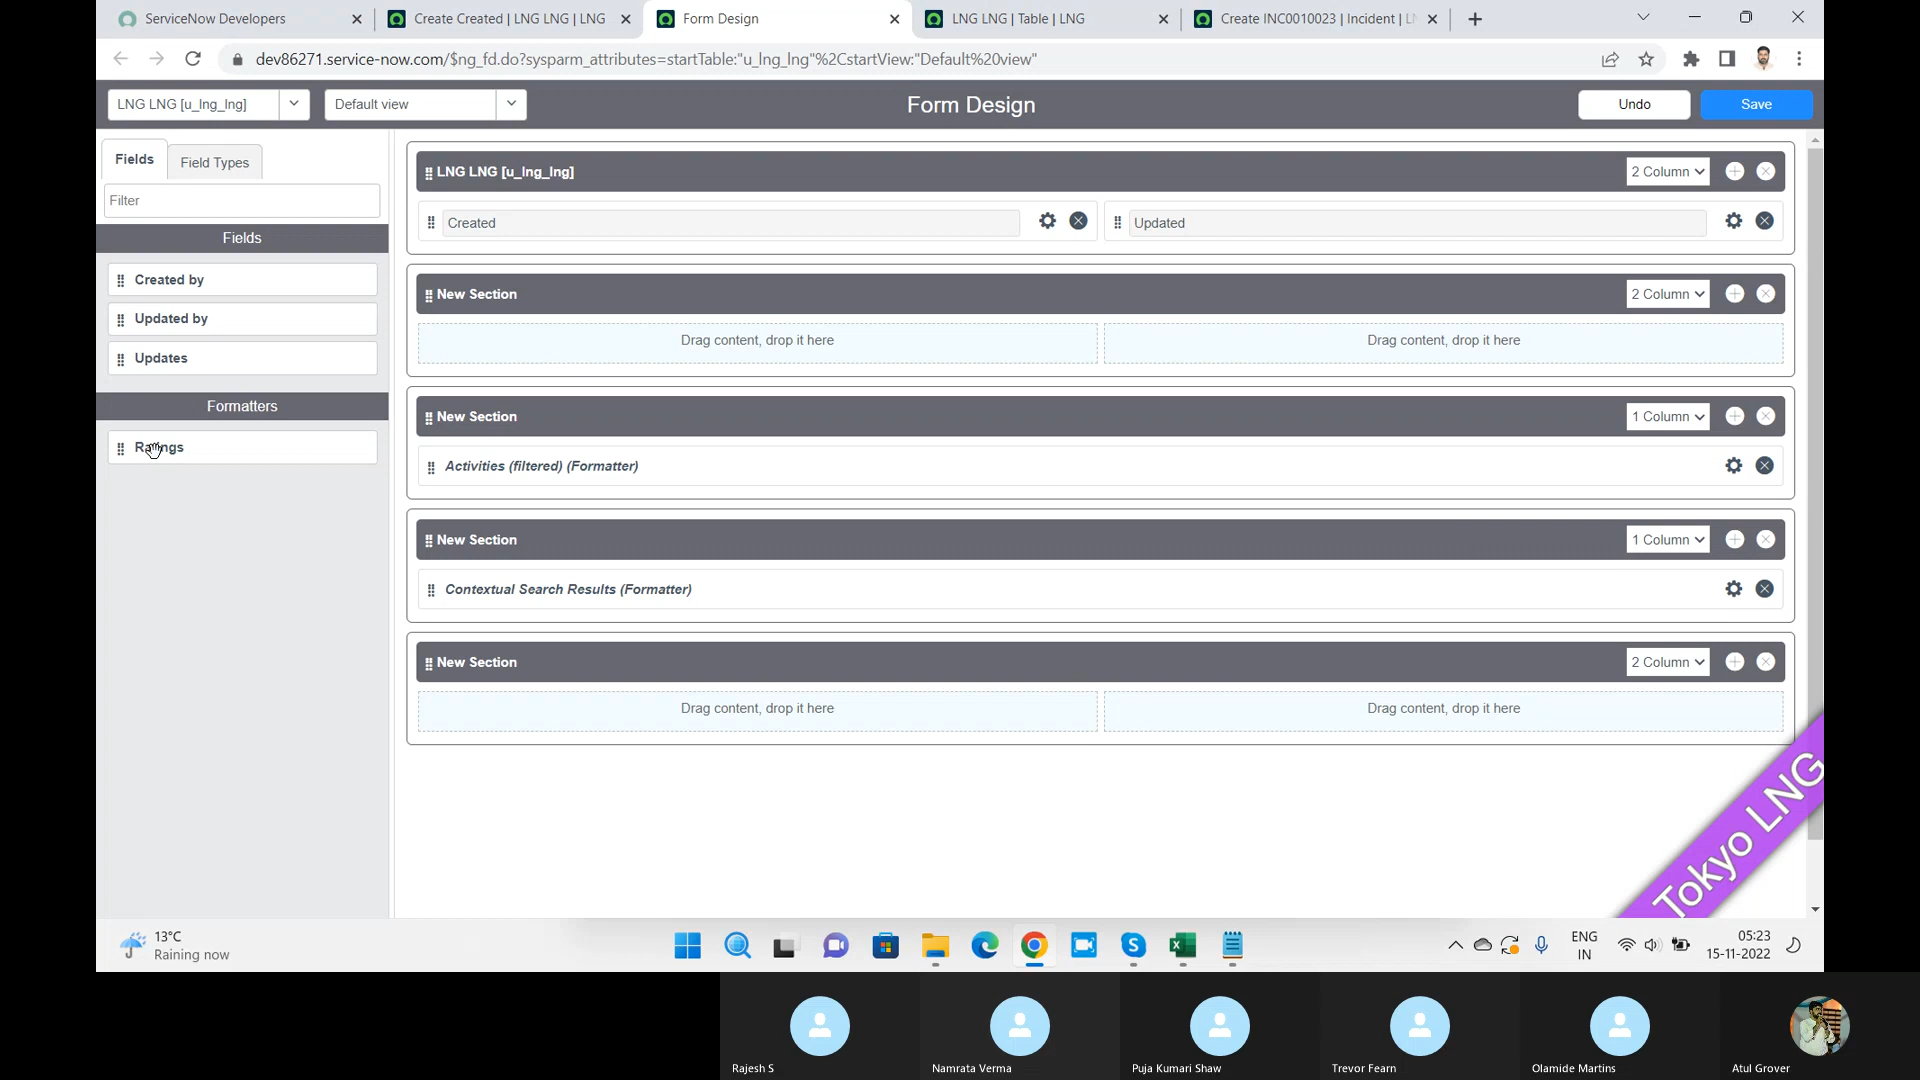 ServiceNow Developers
Create Created | LNG LNG | LNG
Form Design
LNG LNG | Table | LNG
Create INC0010023 | Incident | LN
dev86271.service-now.com/$ng_fd.do?sysparm_attributes=startTable:"u_lng_lng"%2CstartView:"Default%20view"
LNG LNG [u_lng_lng]
Default view
Form Design
Undo
Save
Fields
Field Types
Filter
Fields
Created by
Updated by
Updates
Formatters
Ratings
LNG LNG [u_lng_lng]
2 Column
Created
Updated
New Section
2 Column
Drag content, drop it here
Drag content, drop it here
New Section
1 Column
Activities (filtered) (Formatter)
New Section
1 Column
Contextual Search Results (Formatter)
New Section
2 Column
Drag content, drop it here
Drag content, drop it here
Tokyo LNG
13°C
Raining now
ENG
IN
05:23
15-11-2022
Rajesh S
Namrata Verma
Puja Kumari Shaw
Trevor Fearn
Olamide Martins
Atul Grover